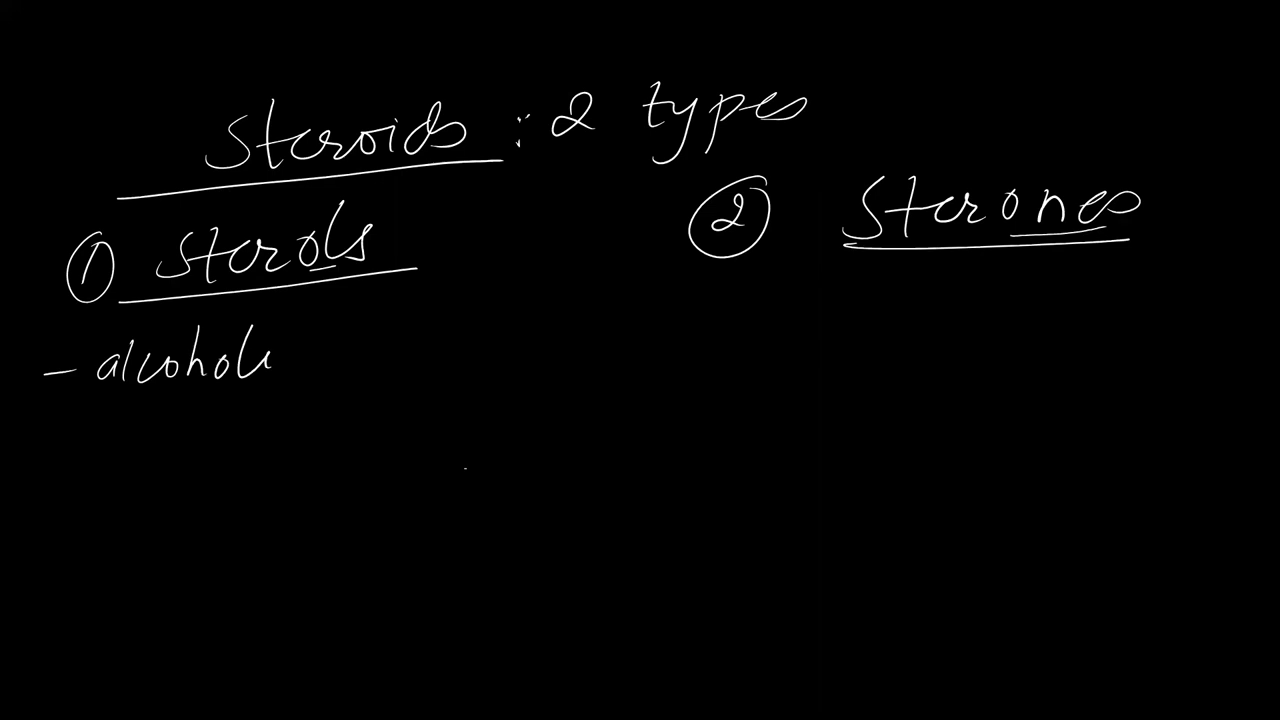 Steroids : 2 types
① Sterols
② Sterones
- alcohols